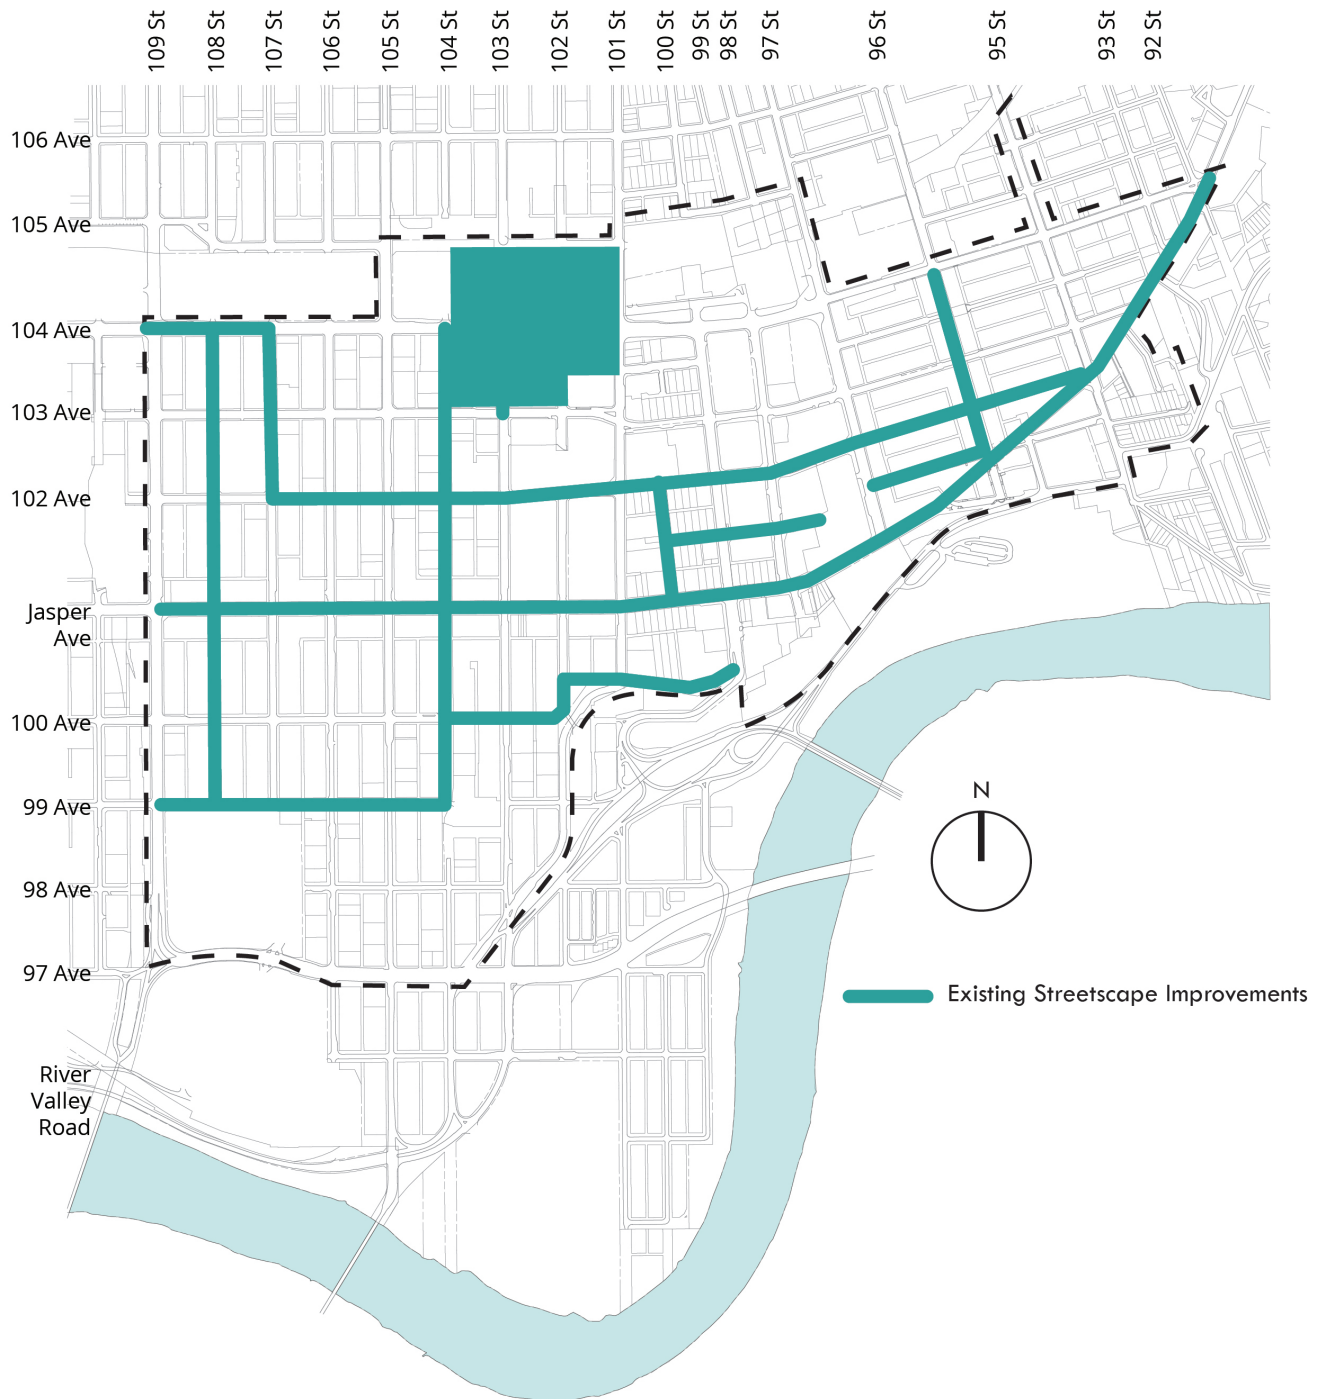 109 St
108 St
107 St
106 St
105 St
104 St
103 St
102 St
101 St
100 St
99 St
98 St
97 St
96 St
95 St
93 St
92 St
106 Ave
105 Ave
104 Ave
103 Ave
102 Ave
Jasper
Ave
100 Ave
99 Ave
98 Ave
97 Ave
River
Valley
Road
N
Existing Streetscape Improvements